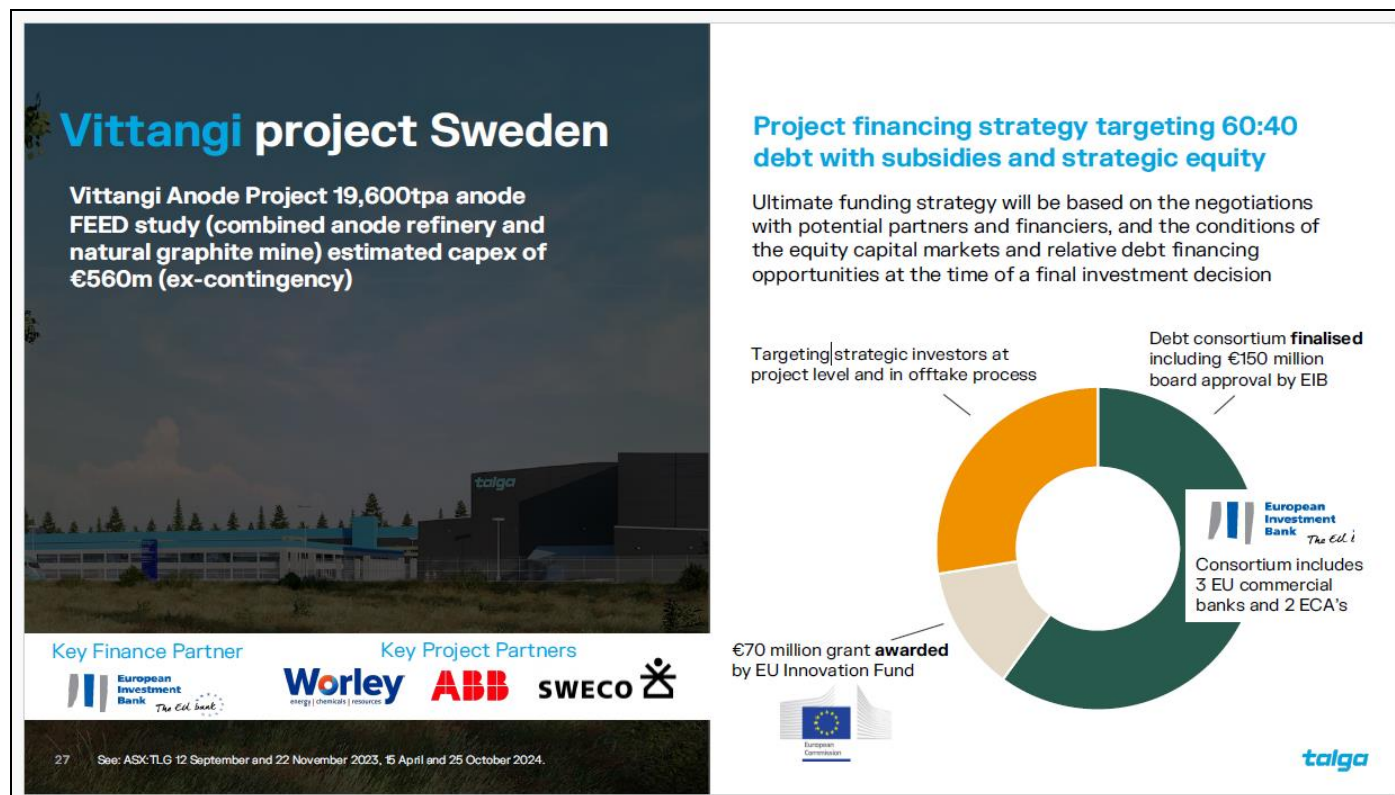 Vittangi project Sweden
Vittangi Anode Project 19,600tpa anode
FEED study (combined anode refinery and
natural graphite mine) estimated capex of
€560m (ex-contingency)
talga
Key Finance Partner
European
Investment
Bank
The EU bank
Key Project Partners
Worley
energy | chemicals | resources
ABB
SWECO
27
See: ASX:TLG 12 September and 22 November 2023, 15 April and 25 October 2024.
Project financing strategy targeting 60:40
debt with subsidies and strategic equity
Ultimate funding strategy will be based on the negotiations
with potential partners and financiers, and the conditions of
the equity capital markets and relative debt financing
opportunities at the time of a final investment decision
Targeting strategic investors at
project level and in offtake process
Debt consortium finalised
including €150 million
board approval by EIB
European
Investment
Bank
The EU
Consortium includes
3 EU commercial
banks and 2 ECA's
€70 million grant awarded
by EU Innovation Fund
European
Commission
talga